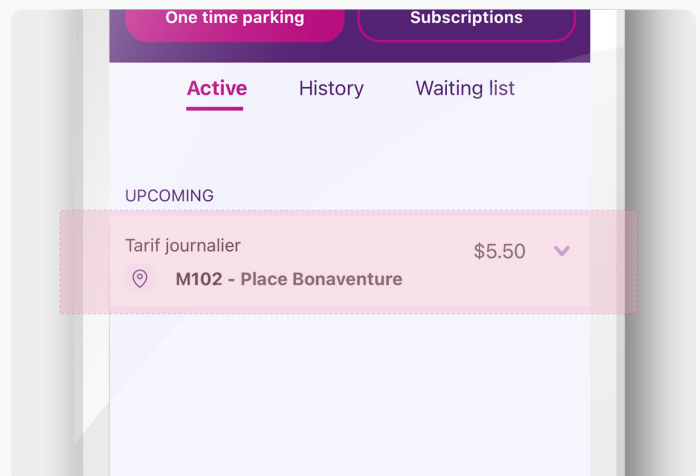 One time parking
Subscriptions
Active
History
Waiting list
UPCOMING
Tarif journalier
$5.50
M102 - Place Bonaventure